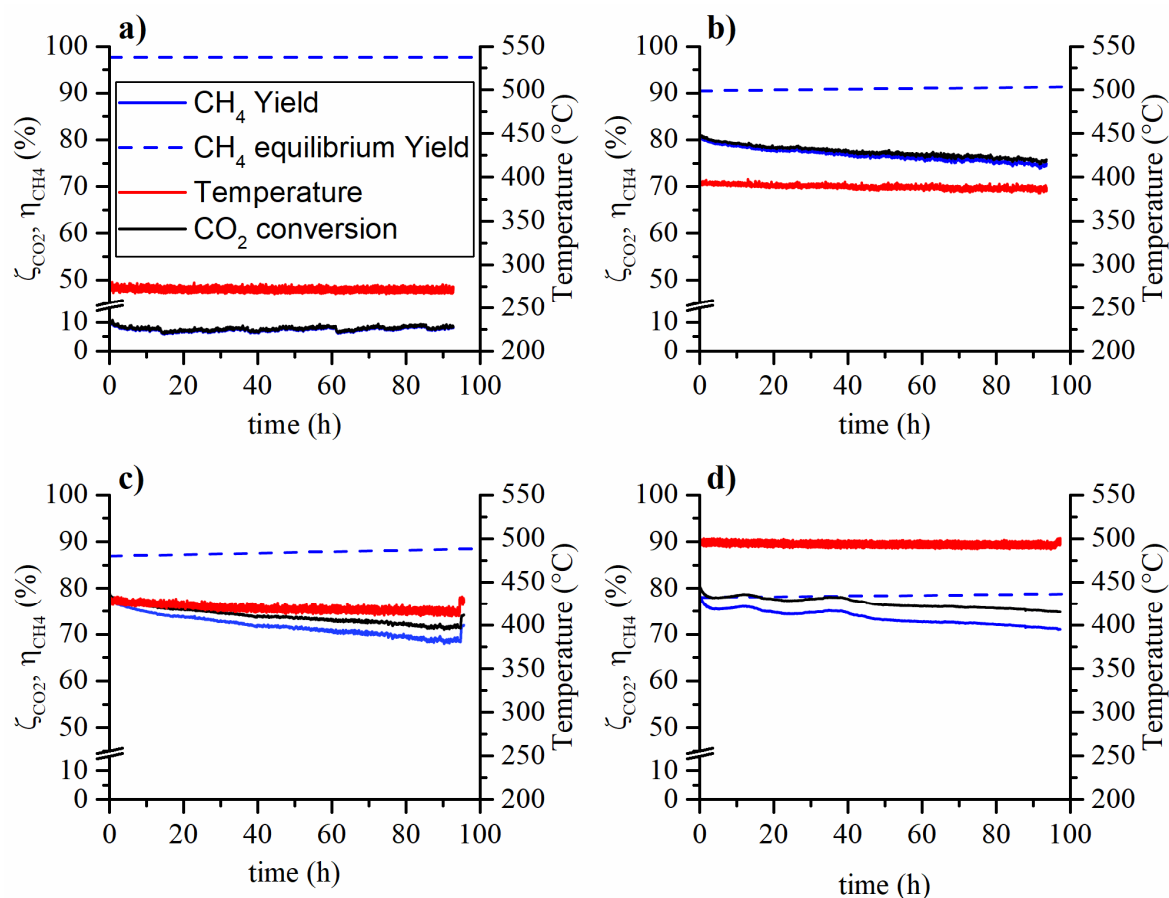 a)
100
90
80
70
60
50
10
0
ζCO2, ηCH4 (%)
550
500
450
400
350
300
250
200
Temperature (°C)
CH4 Yield
CH4 equilibrium Yield
Temperature
CO2 conversion
0 20 40 60 80 100
time (h)
b)
100
90
80
70
60
50
10
0
ζCO2, ηCH4 (%)
550
500
450
400
350
300
250
200
Temperature (°C)
0 20 40 60 80 100
time (h)
c)
100
90
80
70
60
50
10
0
ζCO2, ηCH4 (%)
550
500
450
400
350
300
250
200
Temperature (°C)
0 20 40 60 80 100
time (h)
d)
100
90
80
70
60
50
10
0
ζCO2, ηCH4 (%)
550
500
450
400
350
300
250
200
Temperature (°C)
0 20 40 60 80 100
time (h)